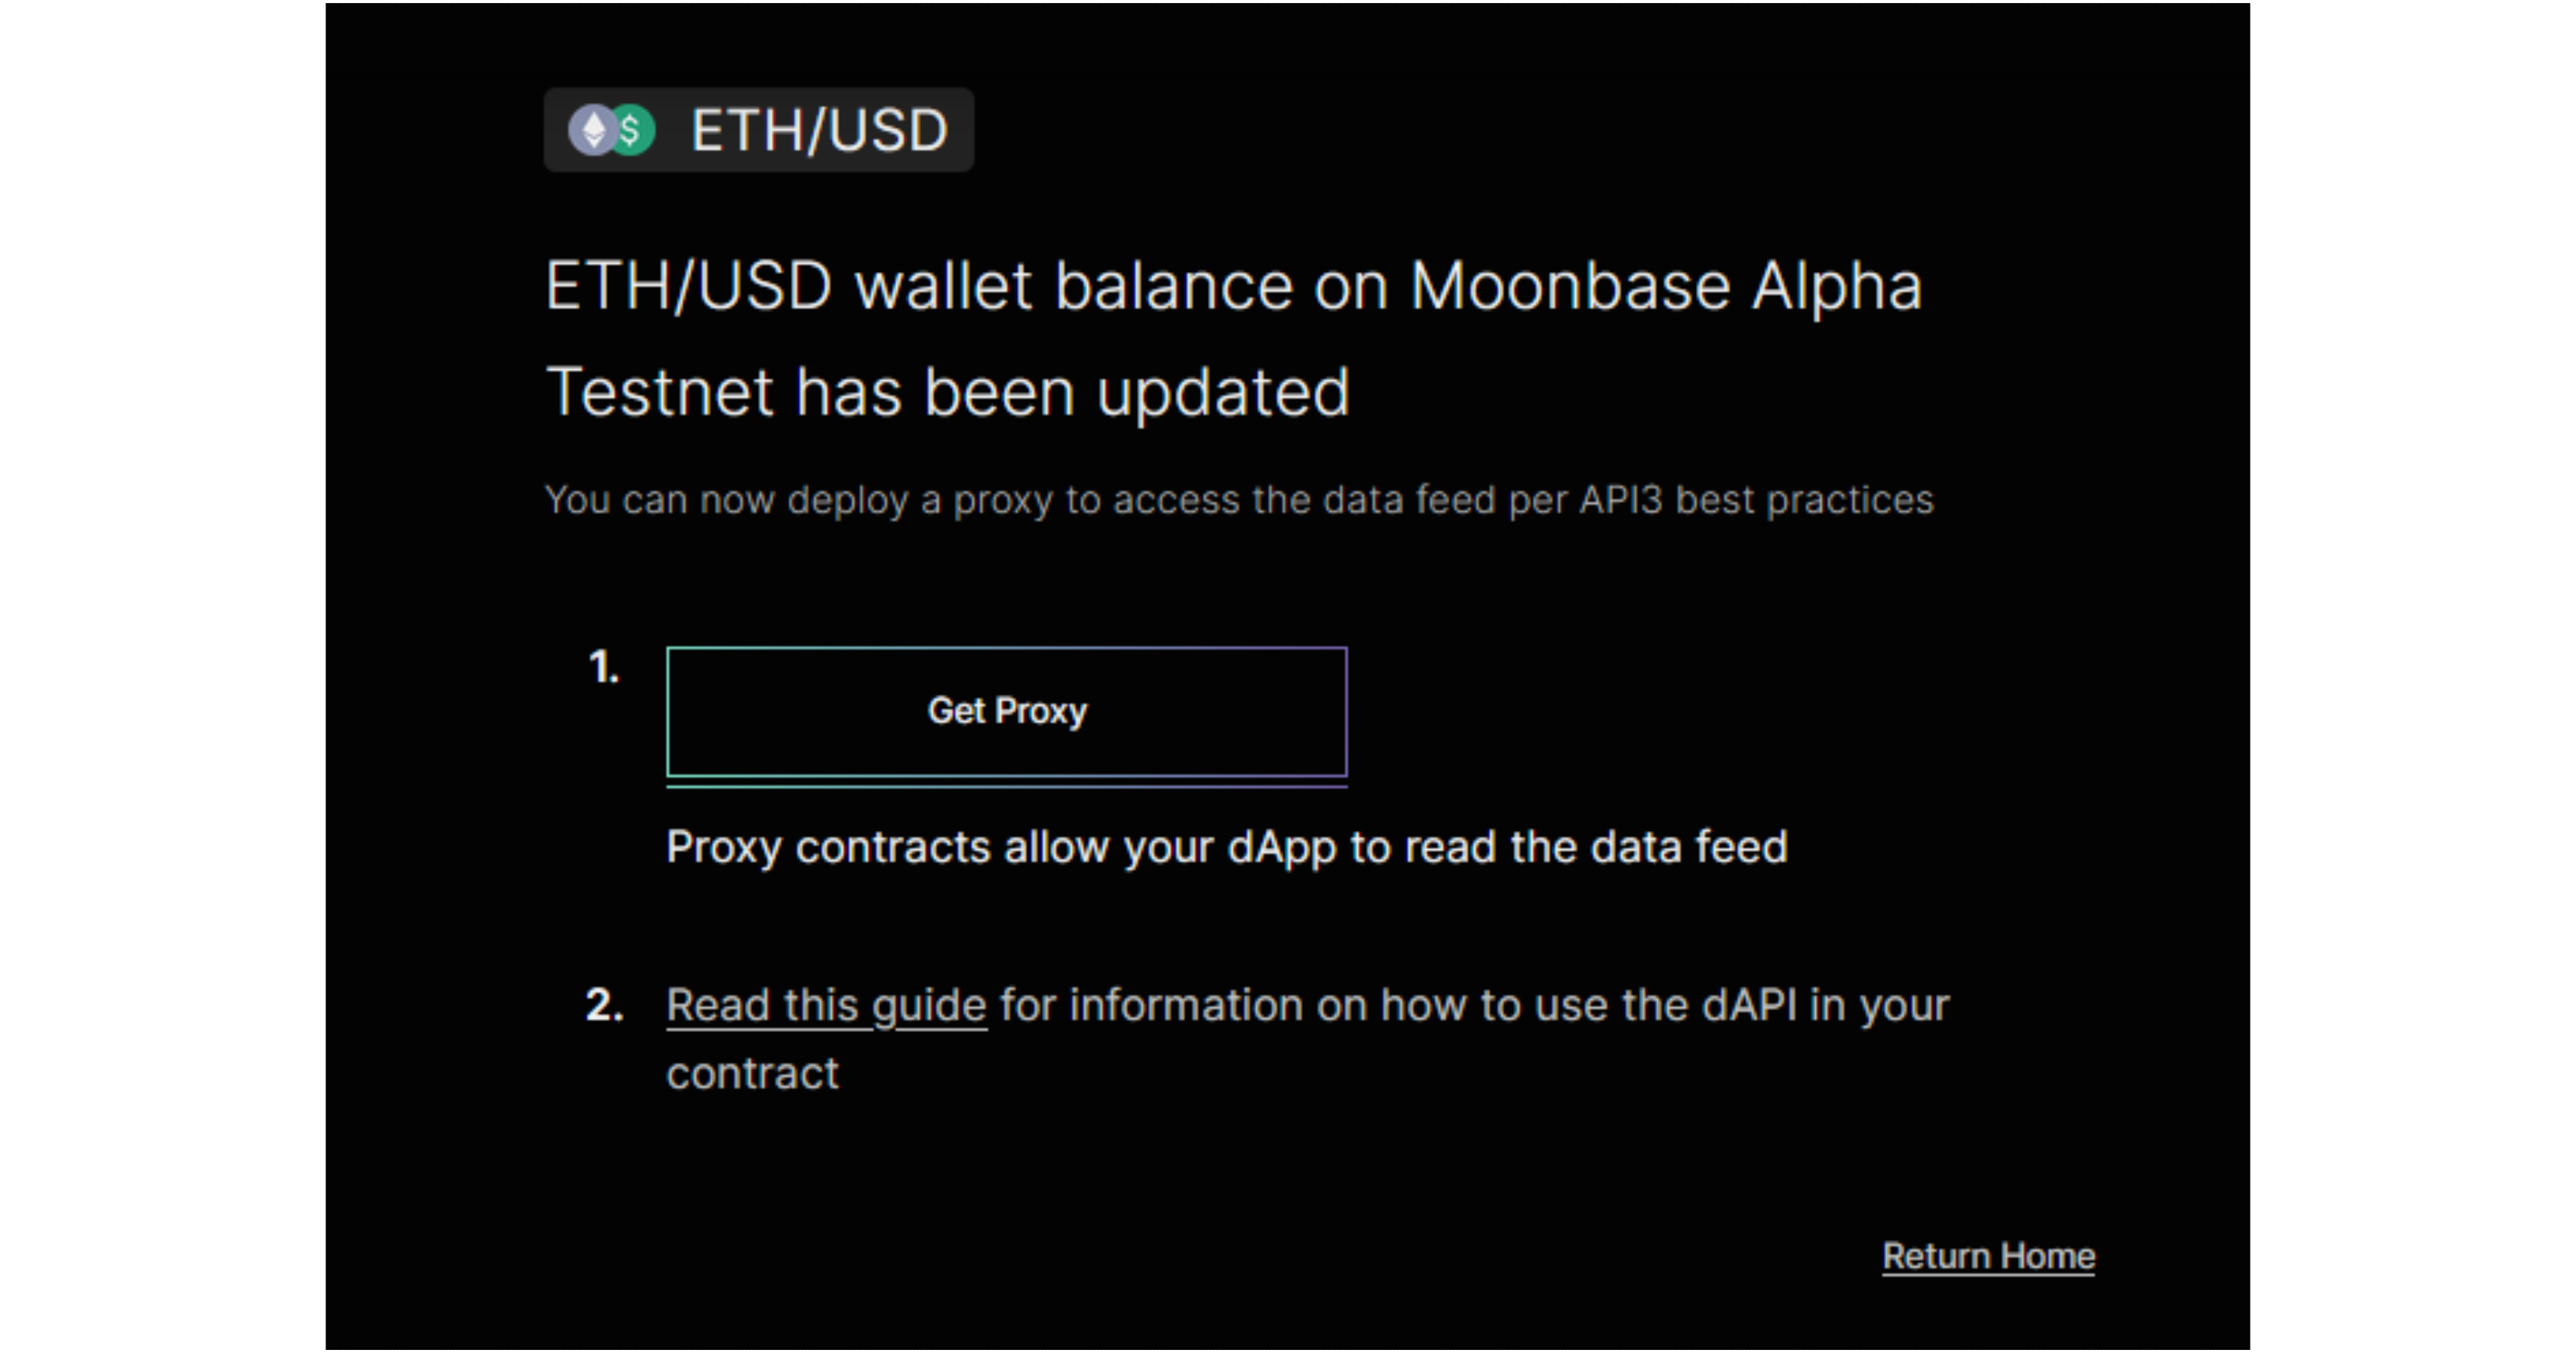 ETH/USD
ETH/USD wallet balance on Moonbase Alpha
Testnet has been updated
You can now deploy a proxy to access the data feed per API3 best practices
1.
Get Proxy
Proxy contracts allow your dApp to read the data feed
2. Read this guide for information on how to use the dAPI in your
contract
Return Home